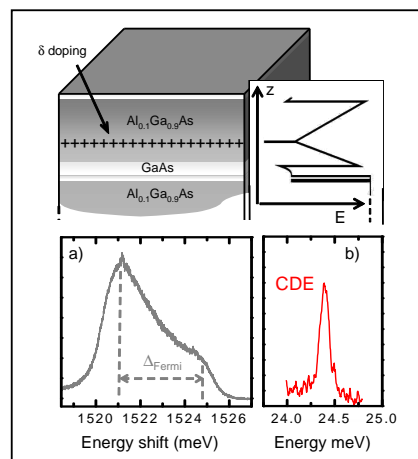 δ doping
Al0.1Ga0.9As
+++++++++++++++++++
GaAs
Al0.1Ga0.9As
z
E
a)
ΔFermi
1520 1522 1524 1526
Energy shift (meV)
b)
CDE
24.0 24.5 25.0
Energy meV)